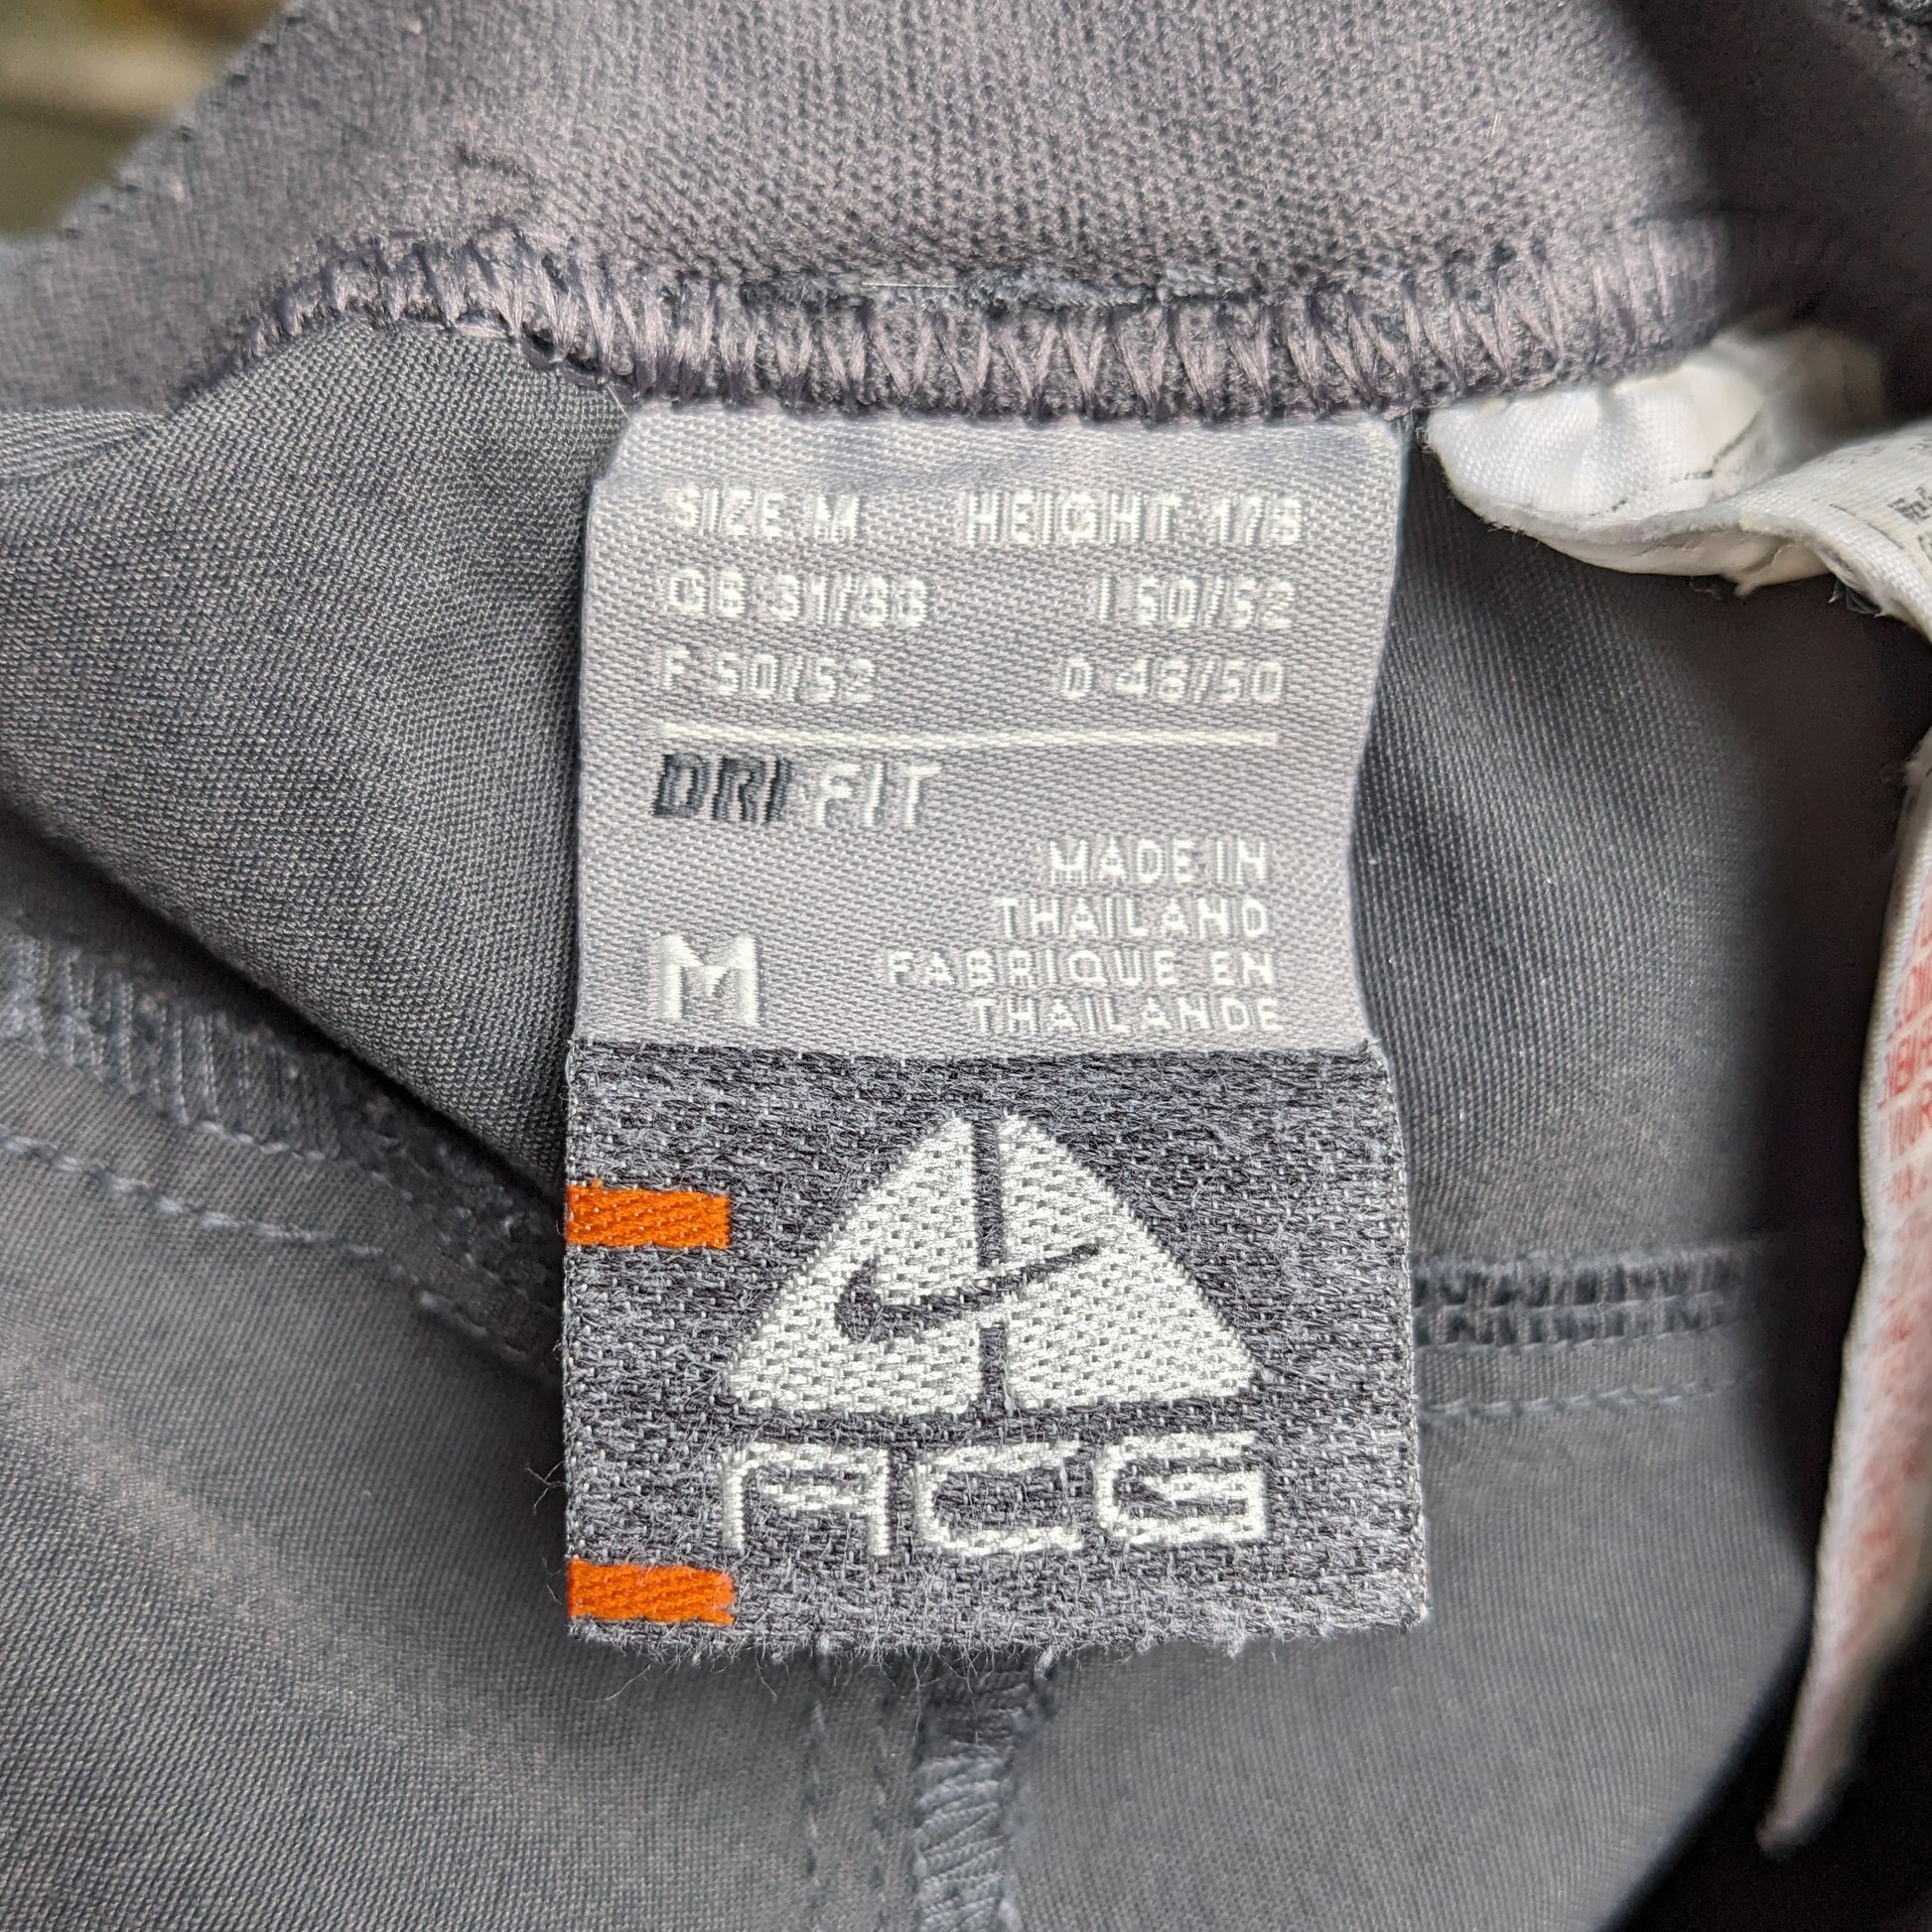 SIZE M HEIGHT 178
GB 31/33 I 50/52
F 50/52 D 48/50
DRI-FIT
MADE IN
THAILAND
M FABRIQUE EN
THAILANDE
ACG